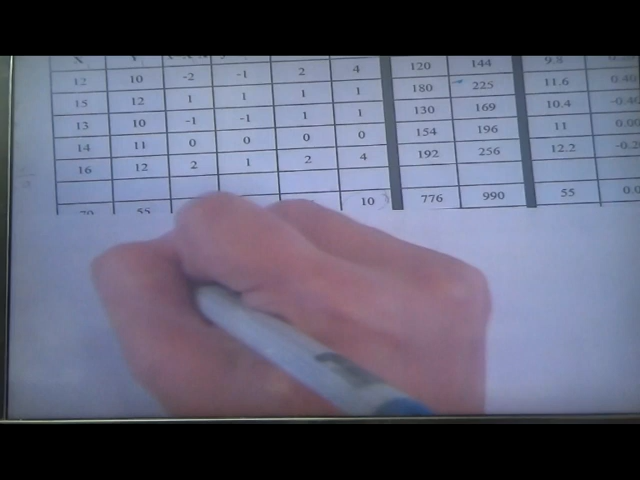 X Y 120 144 9.8
12 10 -2 -1 2 4 180 225 11.6 0.40
15 12 1 1 1 1 130 169 10.4 -0.40
13 10 -1 -1 1 1 154 196 11 0.00
14 11 0 0 0 0 192 256 12.2 -0.20
16 12 2 1 2 4
70 55 10 776 990 55 0.0